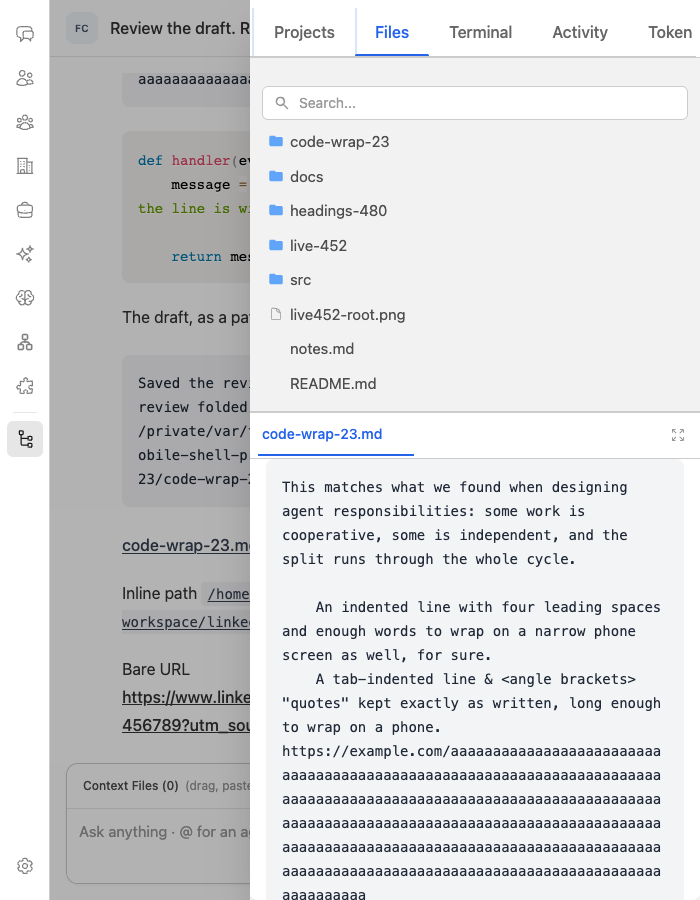 FC
Review the draft. R
aaaaaaaaaaaaa
def handler(e
message =
the line is w
return mes
The draft, as a pa
Saved the rev
review folded
/private/var/
obile-shell-p
23/code-wrap-2
code-wrap-23.m
Inline path /home
workspace/linke
Bare URL
https://www.linke
456789?utm_sou
Context Files (0) (drag, paste
Ask anything · @ for an a
Projects
Files
Terminal
Activity
Token
Search...
code-wrap-23
docs
headings-480
live-452
src
live452-root.png
notes.md
README.md
code-wrap-23.md
This matches what we found when designing
agent responsibilities: some work is
cooperative, some is independent, and the
split runs through the whole cycle.
An indented line with four leading spaces
and enough words to wrap on a narrow phone
screen as well, for sure.
A tab-indented line & <angle brackets>
"quotes" kept exactly as written, long enough
to wrap on a phone.
https://example.com/aaaaaaaaaaaaaaaaaaaaaaaaa
aaaaaaaaaaaaaaaaaaaaaaaaaaaaaaaaaaaaaaaaaaaaa
aaaaaaaaaaaaaaaaaaaaaaaaaaaaaaaaaaaaaaaaaaaaa
aaaaaaaaaaaaaaaaaaaaaaaaaaaaaaaaaaaaaaaaaaaaa
aaaaaaaaaaaaaaaaaaaaaaaaaaaaaaaaaaaaaaaaaaaaa
aaaaaaaaaaaaaaaaaaaaaaaaaaaaaaaaaaaaaaaaaaaaa
aaaaaaaaaa